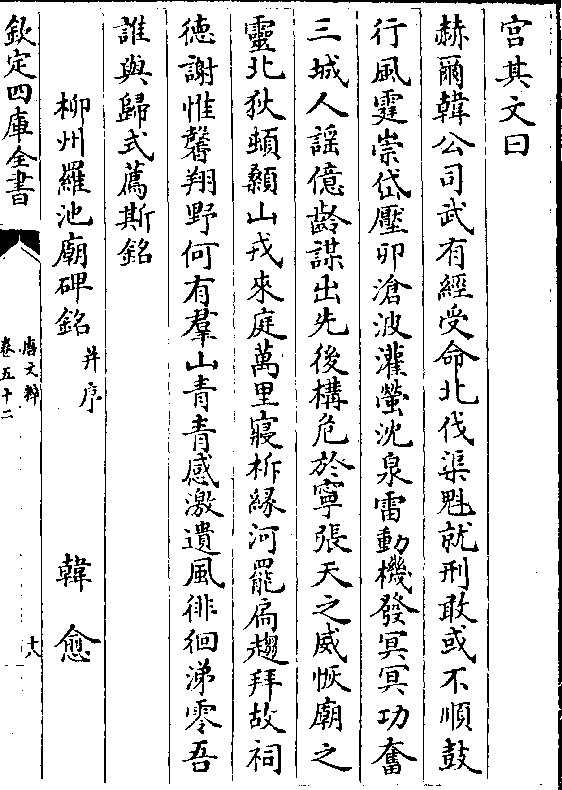 宫其文曰
赫爾韓公司武有經受命北伐渠魁就刑敢或不順鼓
行風霆崇岱壓卵滄波灌螢沈泉雷動機發冥冥功奮
三城人謡億齡謀出先後構危於寧張天之威恢廟之
靈北狄頓顙山戎來庭萬里寢柝緣河罷扃趨拜故祠
徳謝惟馨翔野何有羣山青青感激遺風徘徊涕零吾
誰與歸式薦斯銘
柳州羅池廟碑銘 并序 韓愈
欽定四庫全書
唐文粹
卷五十二
十八